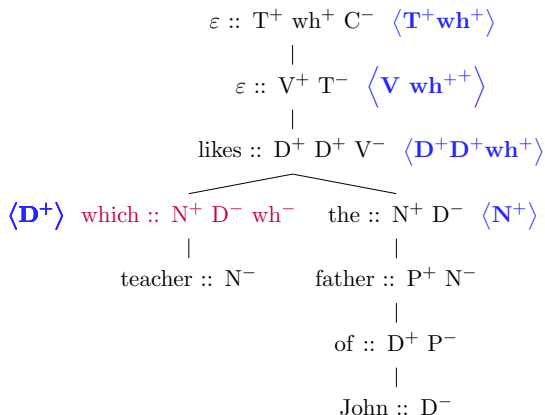 ε :: T⁺ wh⁺ C⁻ ⟨T⁺wh⁺⟩
ε :: V⁺ T⁻ ⟨V wh⁺⁺⟩
likes :: D⁺ D⁺ V⁻ ⟨D⁺D⁺wh⁺⟩
⟨D⁺⟩ which :: N⁺ D⁻ wh⁻ the :: N⁺ D⁻ ⟨N⁺⟩
teacher :: N⁻ father :: P⁺ N⁻
of :: D⁺ P⁻
John :: D⁻